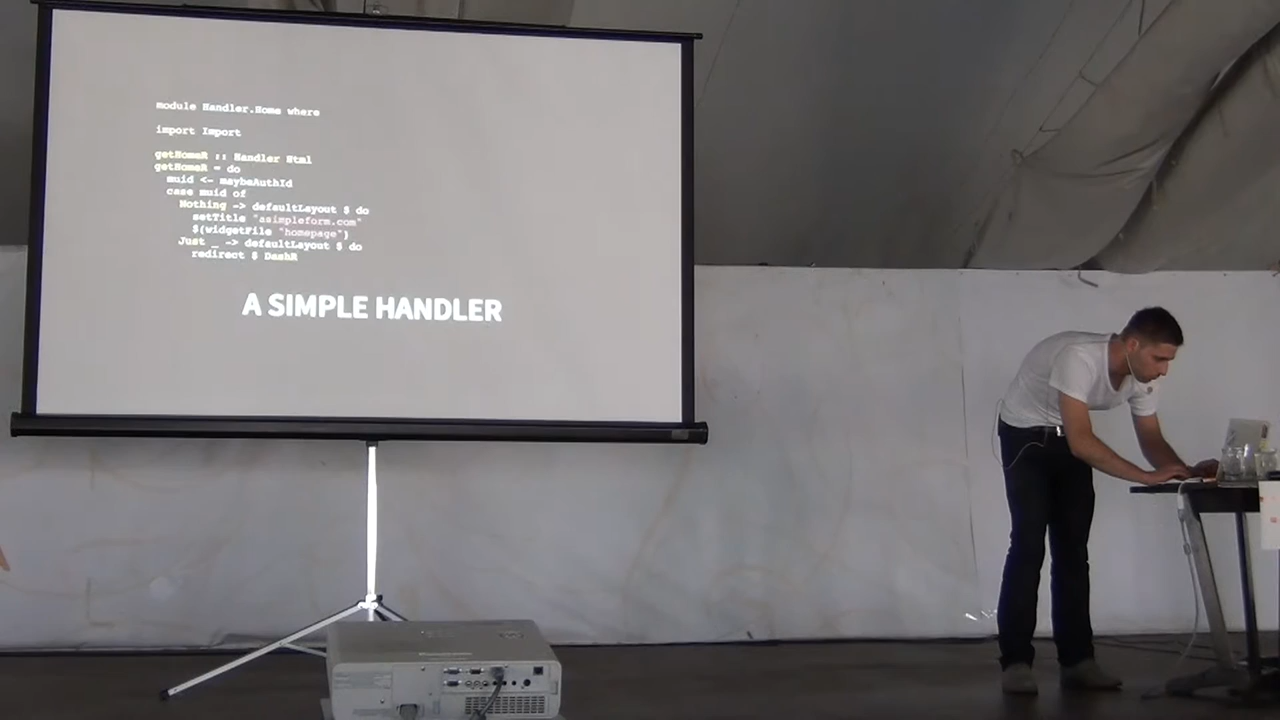 module Handler.Home where
import Import
getHomeR :: Handler Html
getHomeR = do
muid <- maybeAuthId
case muid of
Nothing -> defaultLayout $ do
setTitle "asimpleform.com"
$(widgetFile "homepage")
Just _ -> defaultLayout $ do
redirect $ DashR
A SIMPLE HANDLER